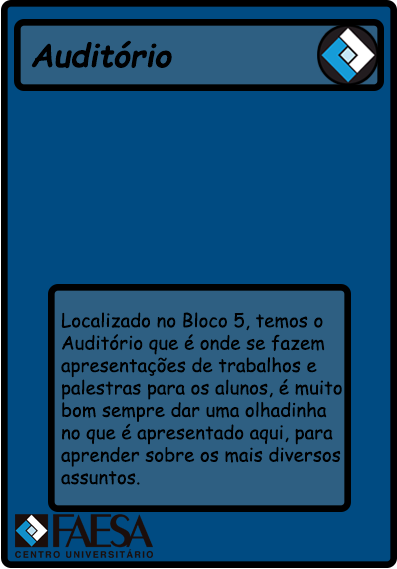 Auditório
Localizado no Bloco 5, temos o
Auditório que é onde se fazem
apresentações de trabalhos e
palestras para os alunos, é muito
bom sempre dar uma olhadinha
no que é apresentado aqui, para
aprender sobre os mais diversos
assuntos.
FAESA
CENTRO UNIVERSITÁRIO